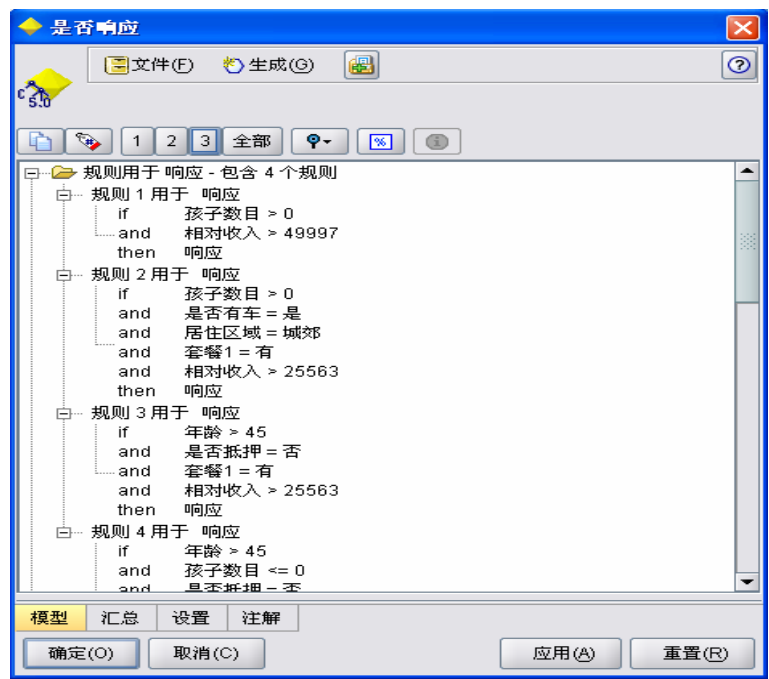 是否响应
文件(F) 生成(G)
C 5.0
1 2 3 全部 %
规则用于 响应 - 包含 4 个规则
规则 1 用于 响应
if 孩子数目 > 0
and 相对收入 > 49997
then 响应
规则 2 用于 响应
if 孩子数目 > 0
and 是否有车 = 是
and 居住区域 = 城郊
and 套餐1 = 有
and 相对收入 > 25563
then 响应
规则 3 用于 响应
if 年龄 > 45
and 是否抵押 = 否
and 套餐1 = 有
and 相对收入 > 25563
then 响应
规则 4 用于 响应
if 年龄 > 45
and 孩子数目 <= 0
and 是否抵押 = 否
模型 汇总 设置 注解
确定(O) 取消(C) 应用(A) 重置(R)